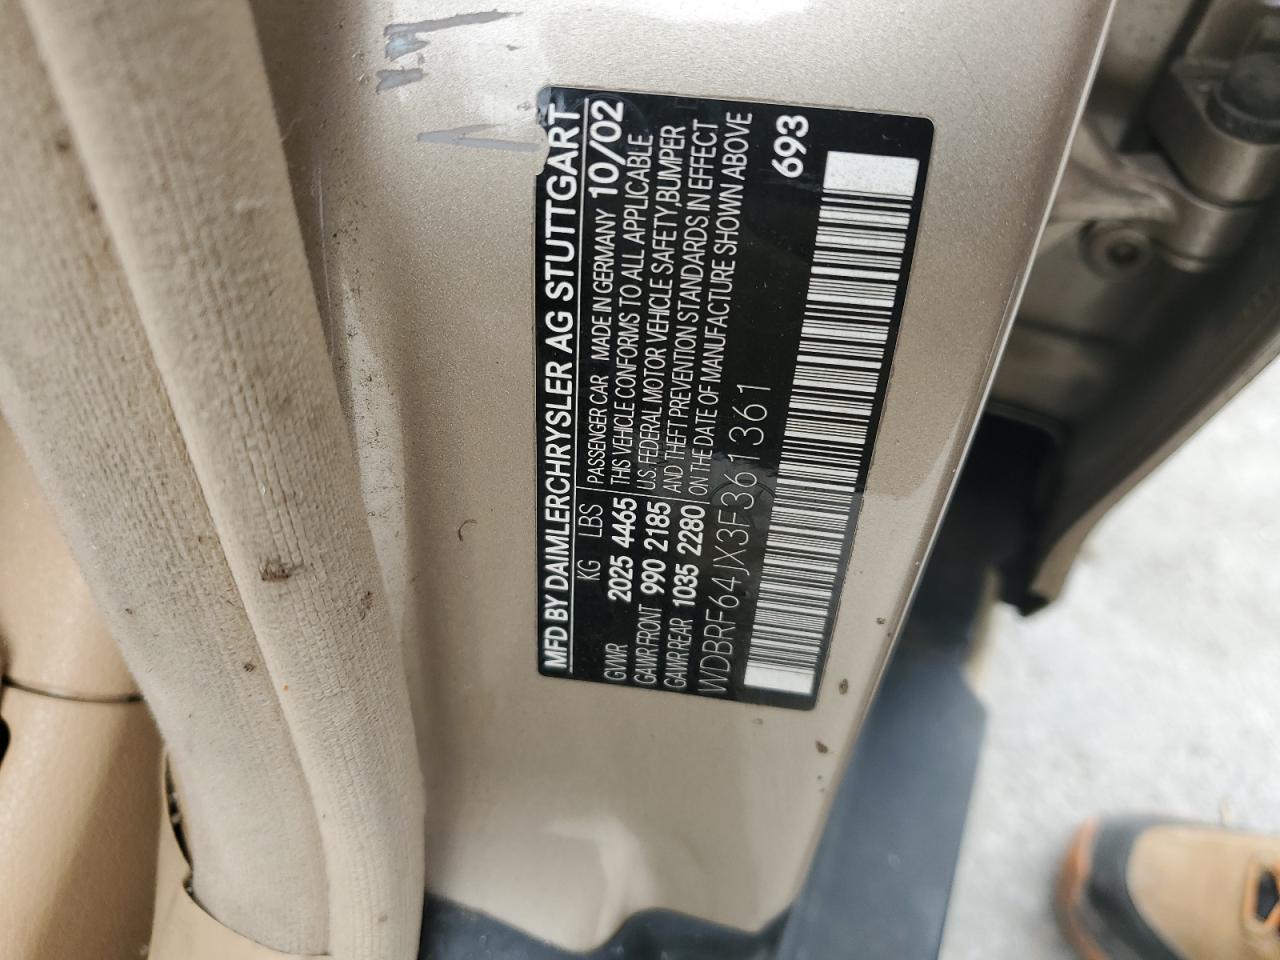 MFD BY DAIMLERCHRYSLER AG STUTTGART
KG LBS PASSENGER CAR MADE IN GERMANY 10/02
GVWR 2025 4465 THIS VEHICLE CONFORMS TO ALL APPLICABLE
GAWR FRONT 990 2185 U.S. FEDERAL MOTOR VEHICLE SAFETY,BUMPER
GAWR REAR 1035 2280 AND THEFT PREVENTION STANDARDS IN EFFECT
ON THE DATE OF MANUFACTURE SHOWN ABOVE
WDBRF64JX3F361361
693